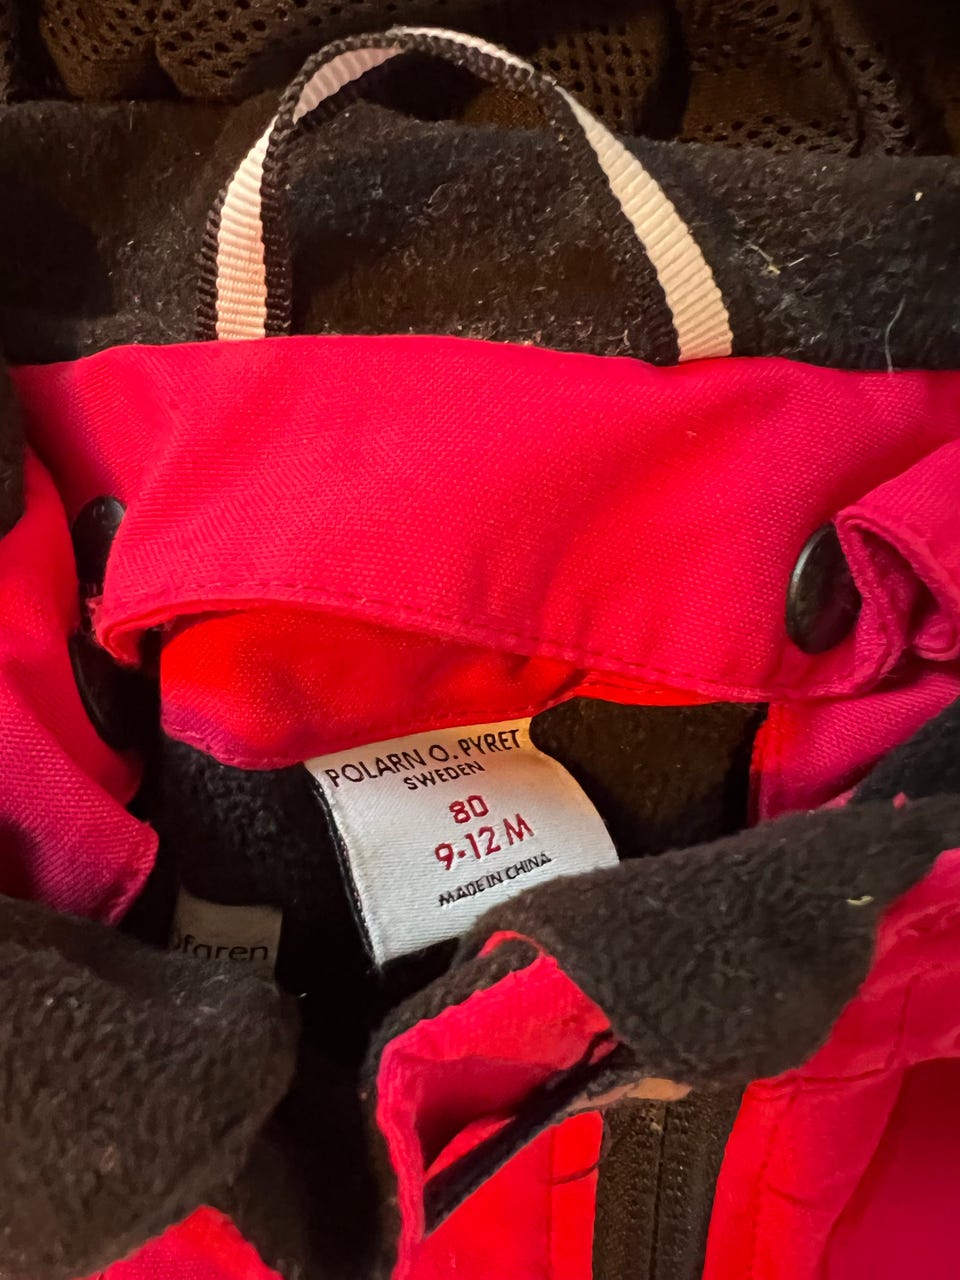 POLARN O. PYRET
SWEDEN
80
9-12 M
MADE IN CHINA